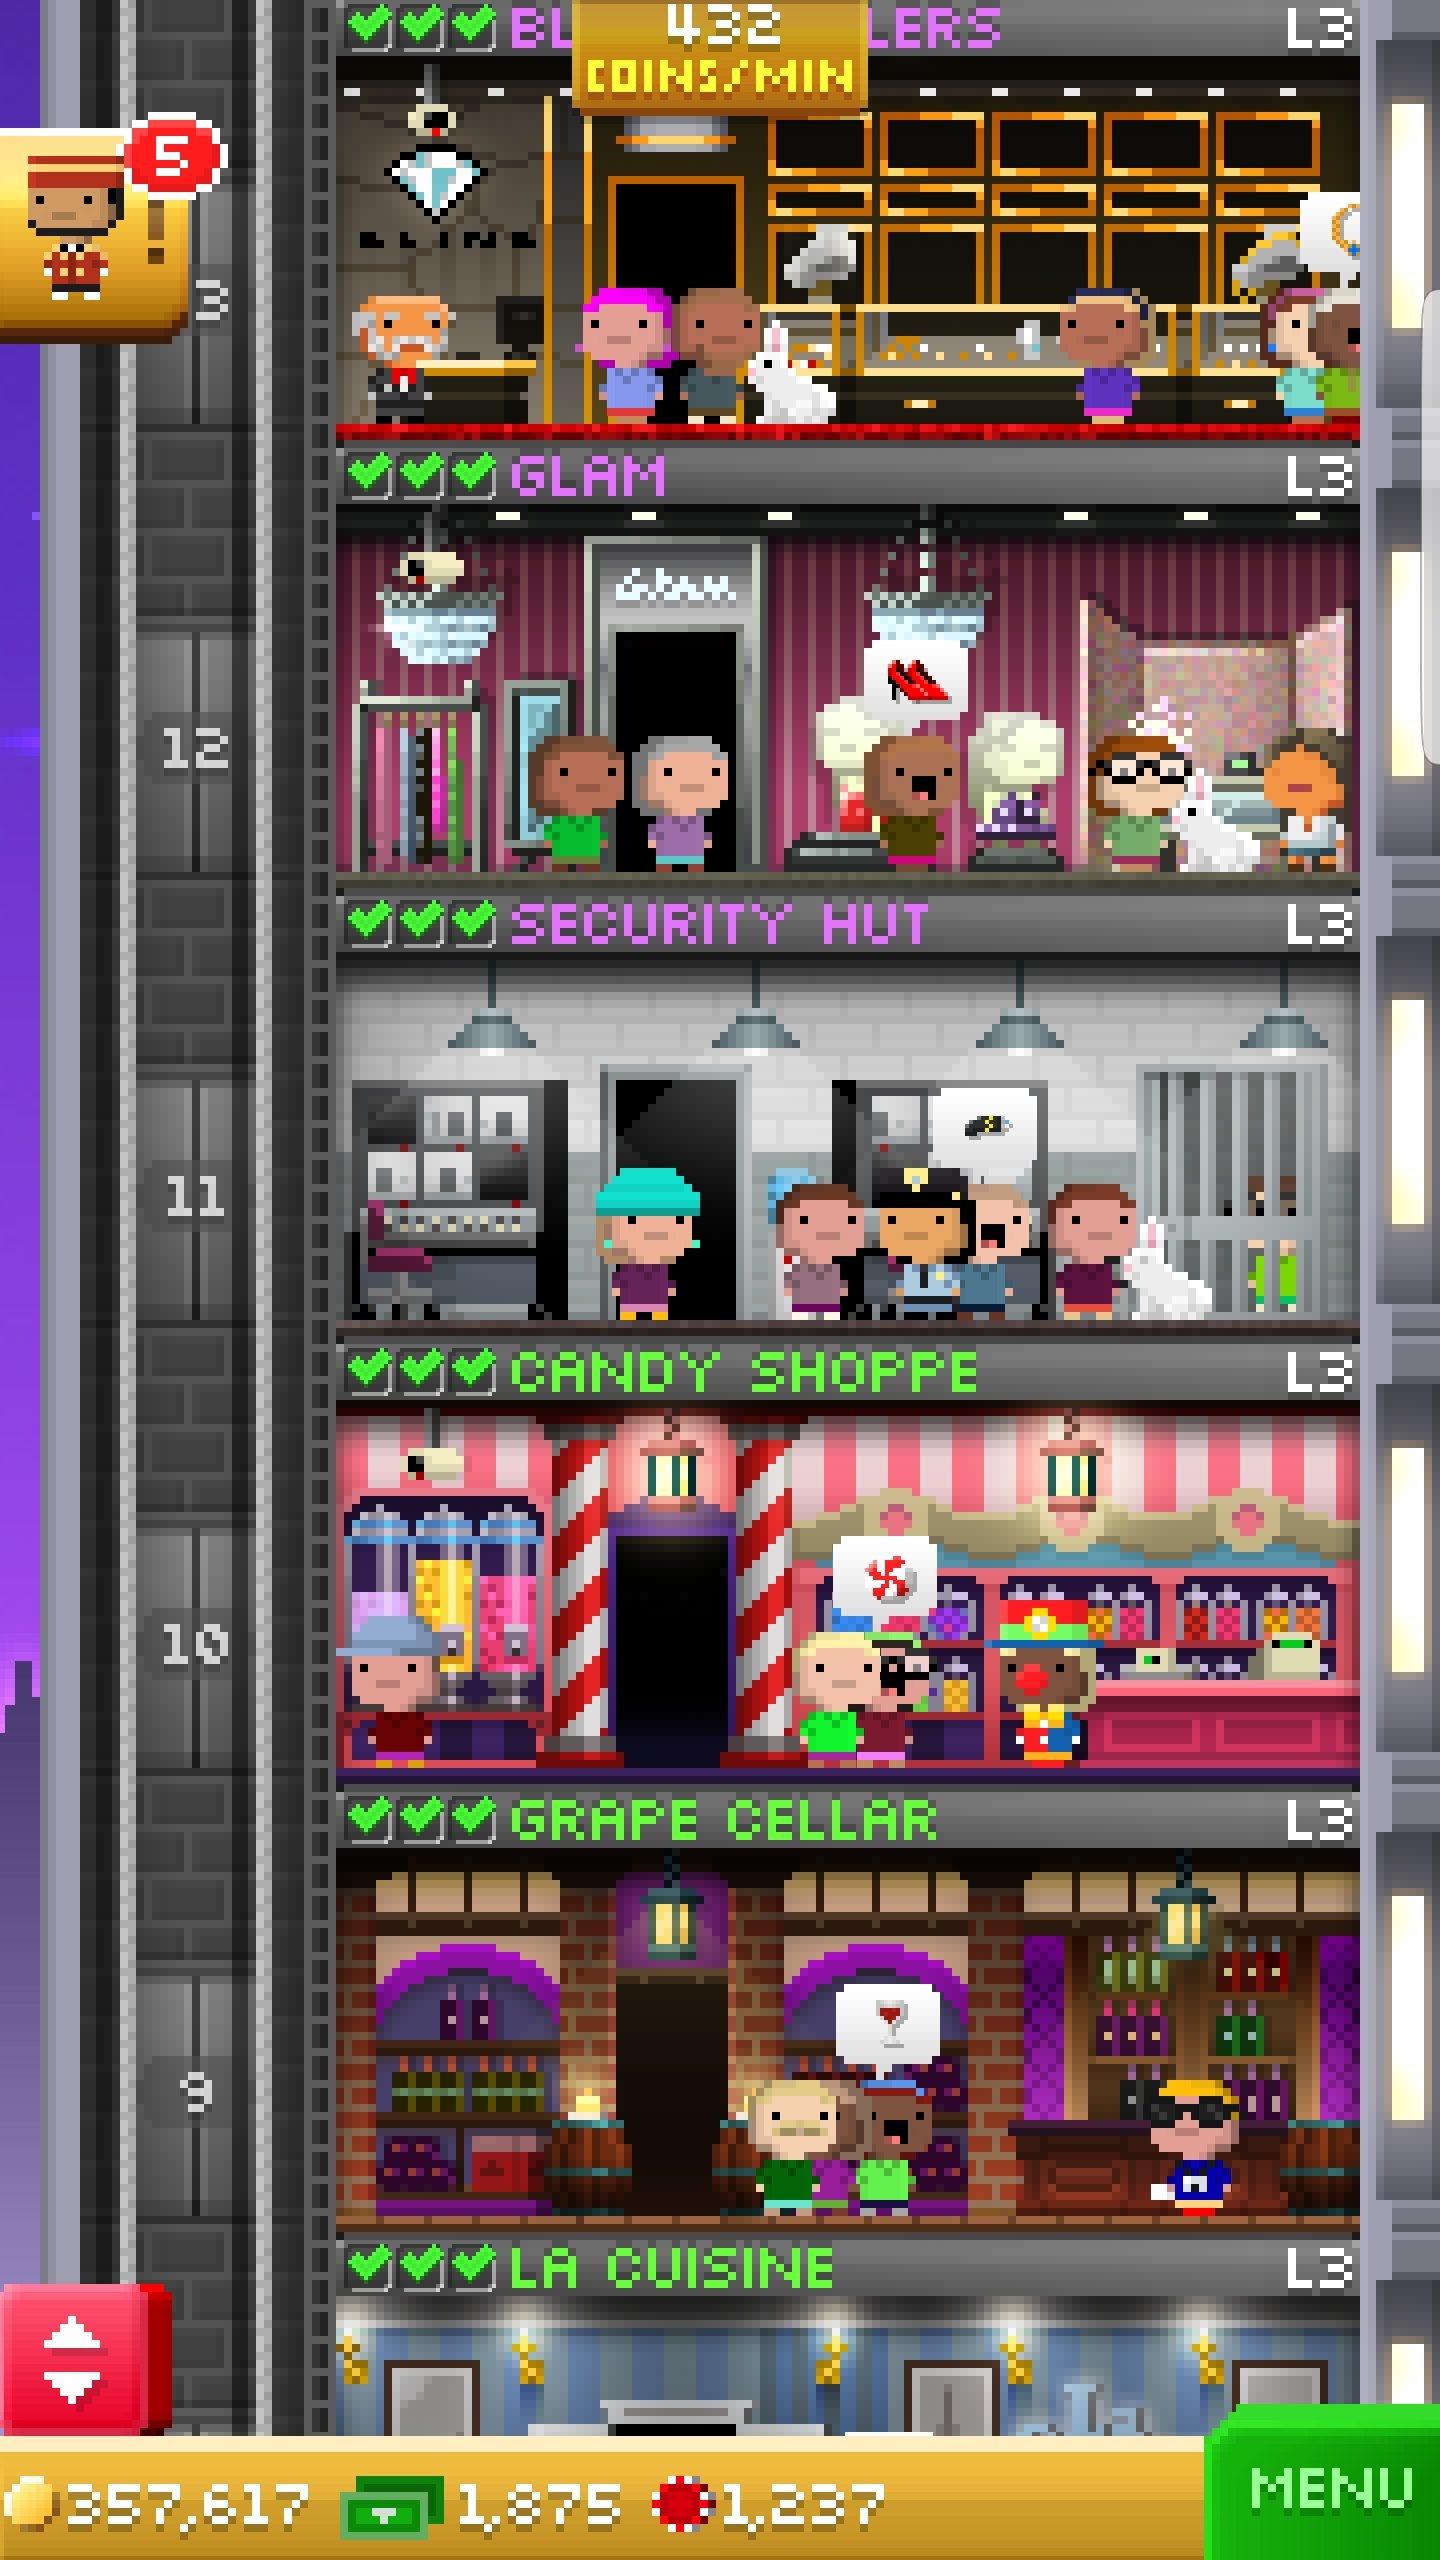 432
COINS/MIN
BL LERS L3
5
BLING
3
GLAM L3
Glam
12
SECURITY HUT L3
11
CANDY SHOPPE L3
10
GRAPE CELLAR L3
9
LA CUISINE L3
357,617 1,875 1,237
MENU